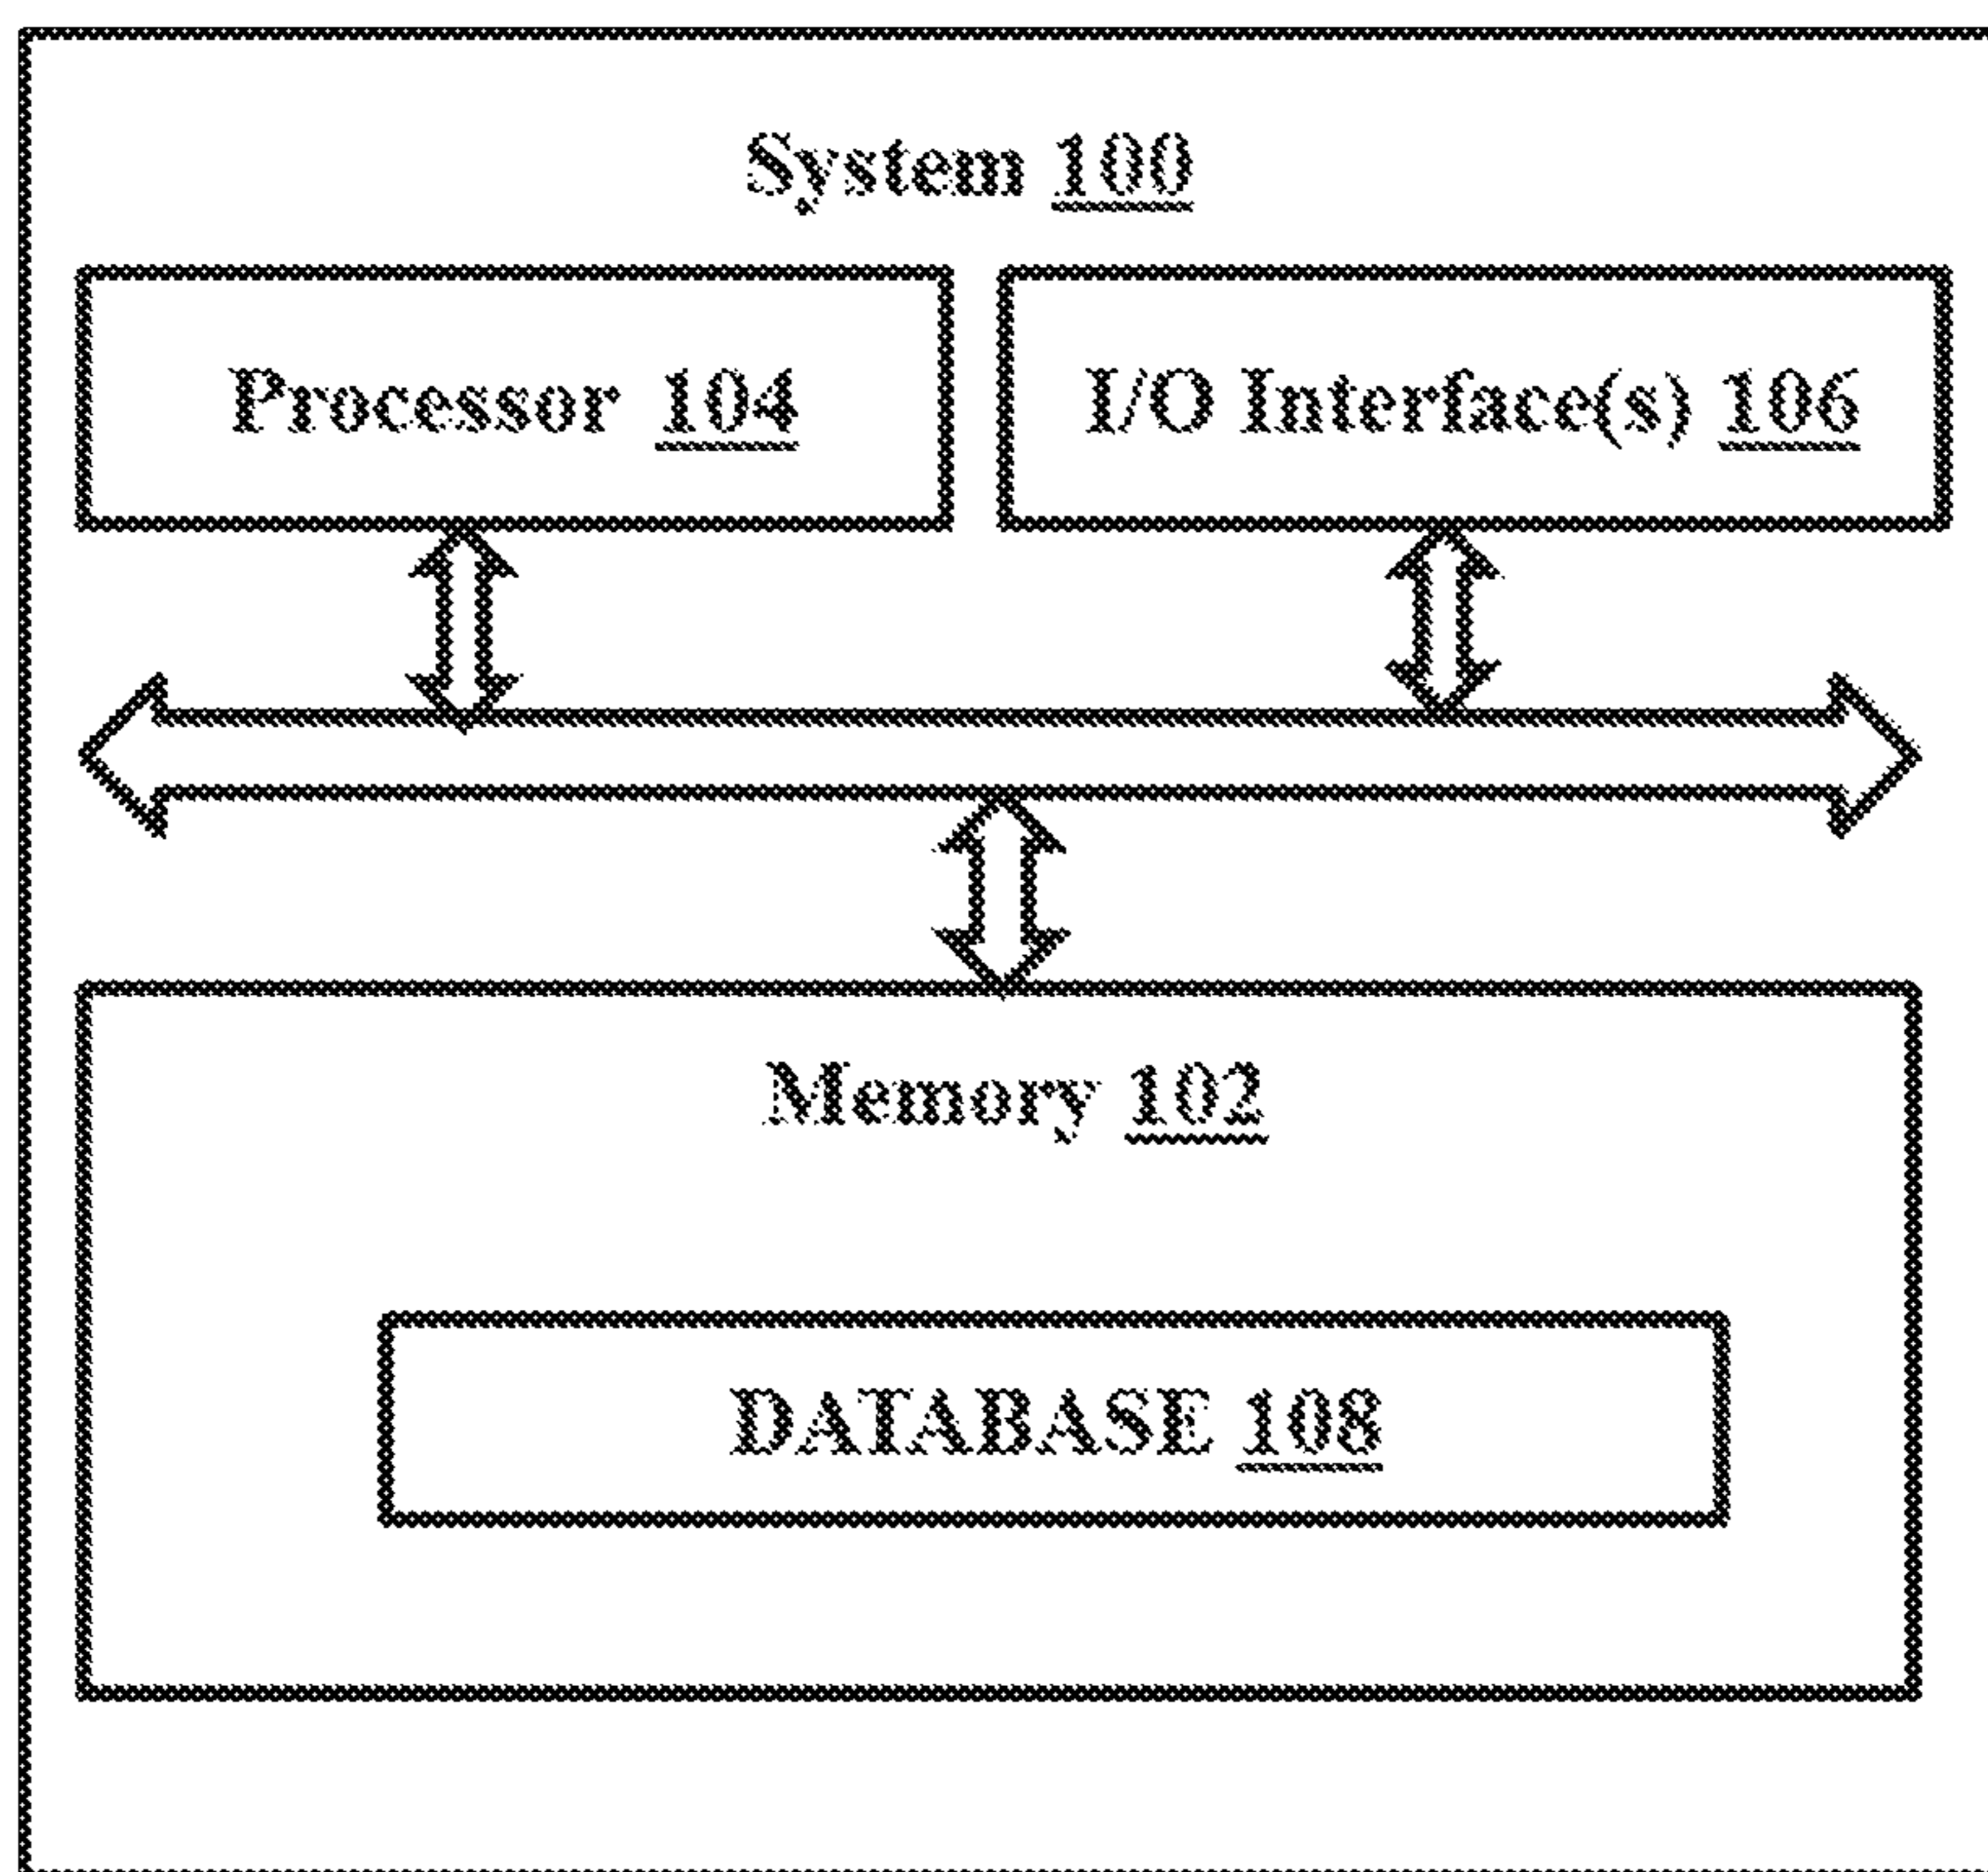 System 100
Processor 104
I/O Interface(s) 106
Memory 102
DATABASE 108